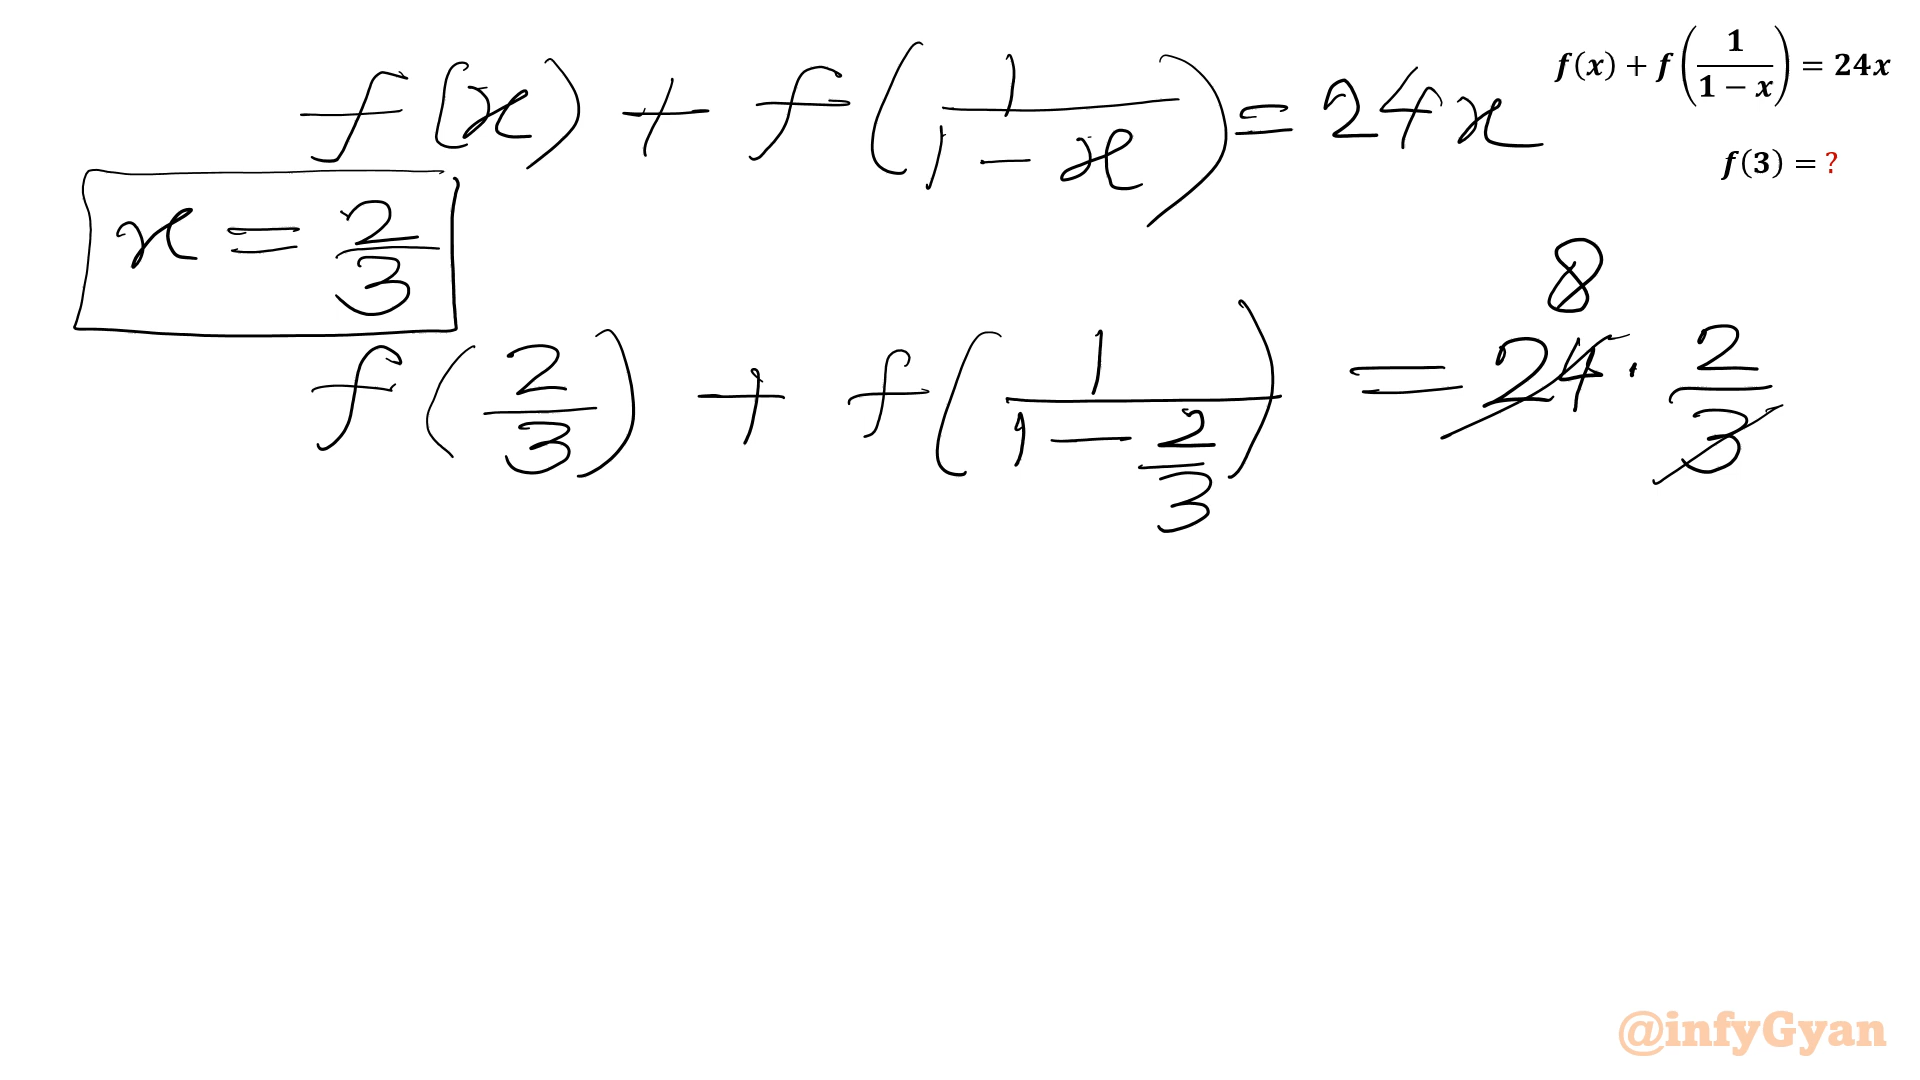 f(x) + f(1/(1-x)) = 24x
f(x) + f(1/(1 − x)) = 24x
f(3) = ?
x = 2/3
8
f(2/3) + f(1/(1-2/3)) = 24 · 2/3
@infyGyan